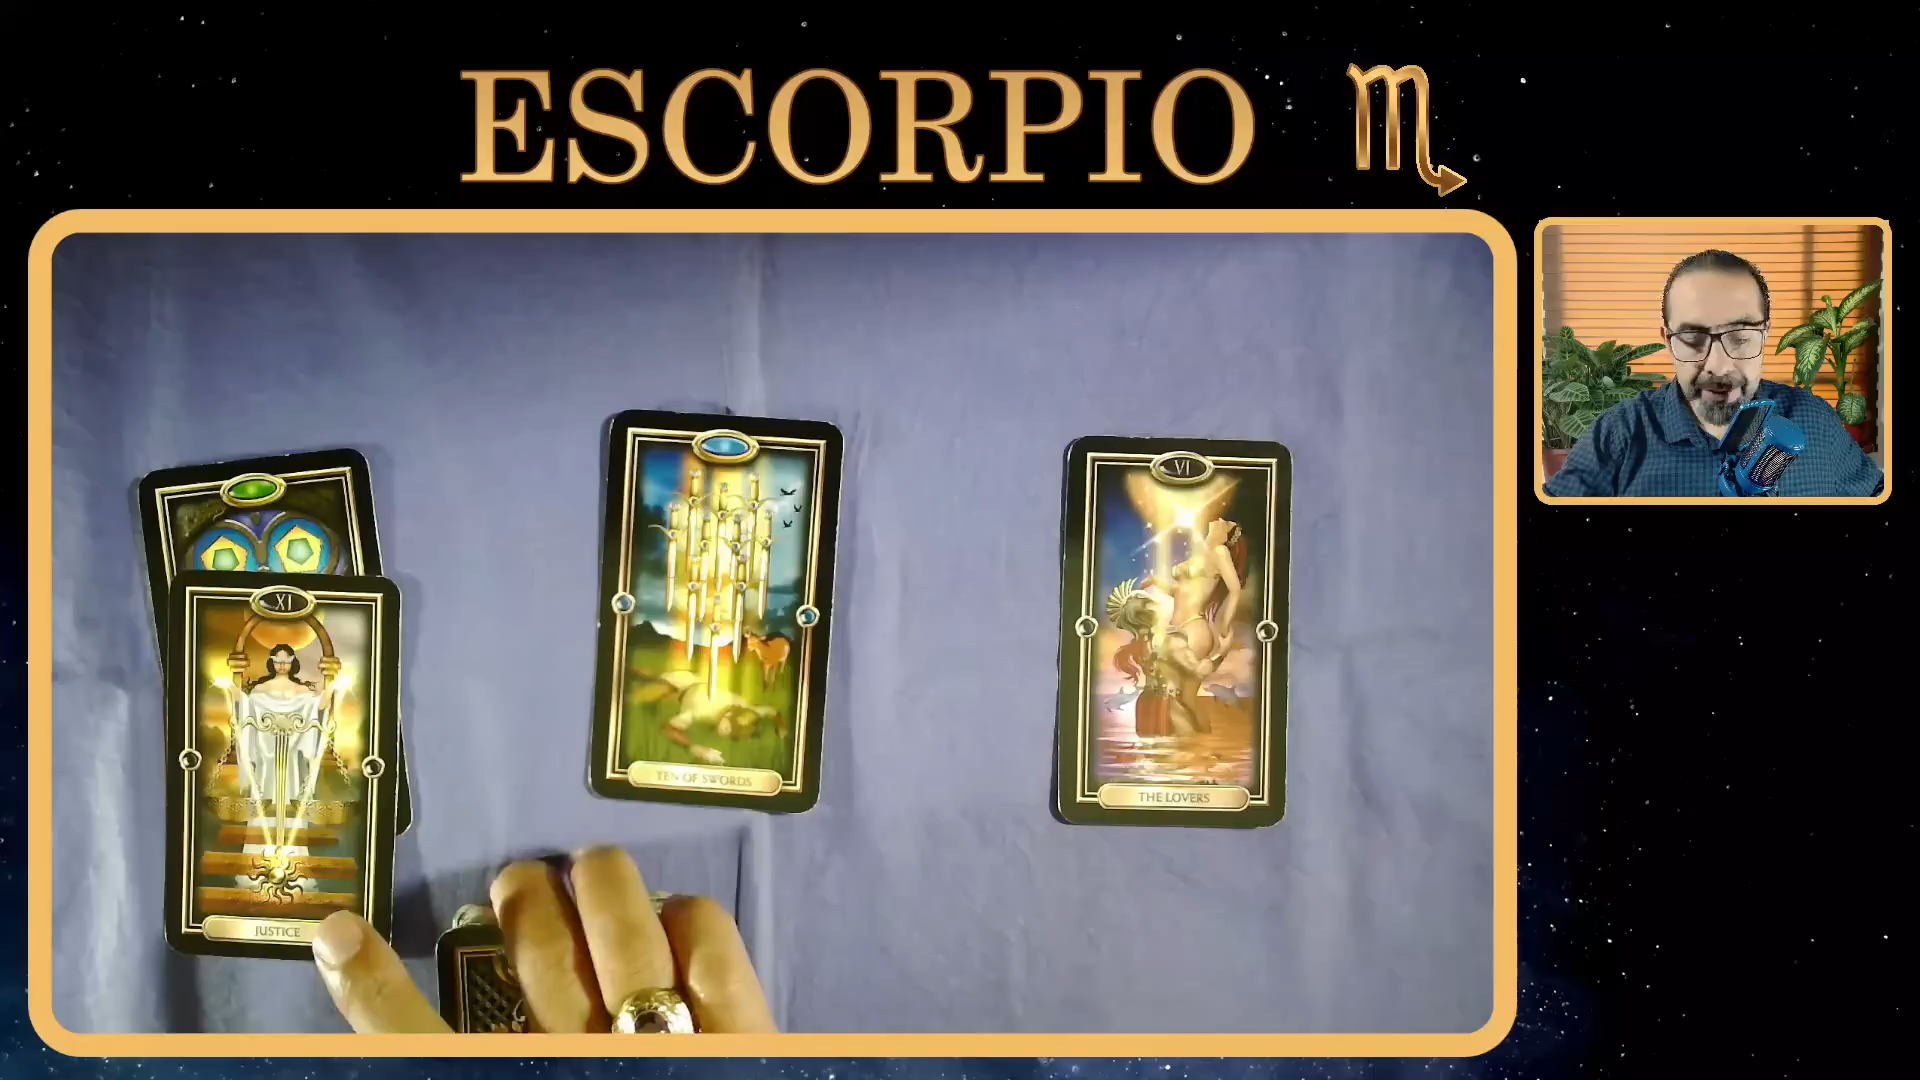 ESCORPIO
XI
JUSTICE
TEN OF SWORDS
VI
THE LOVERS